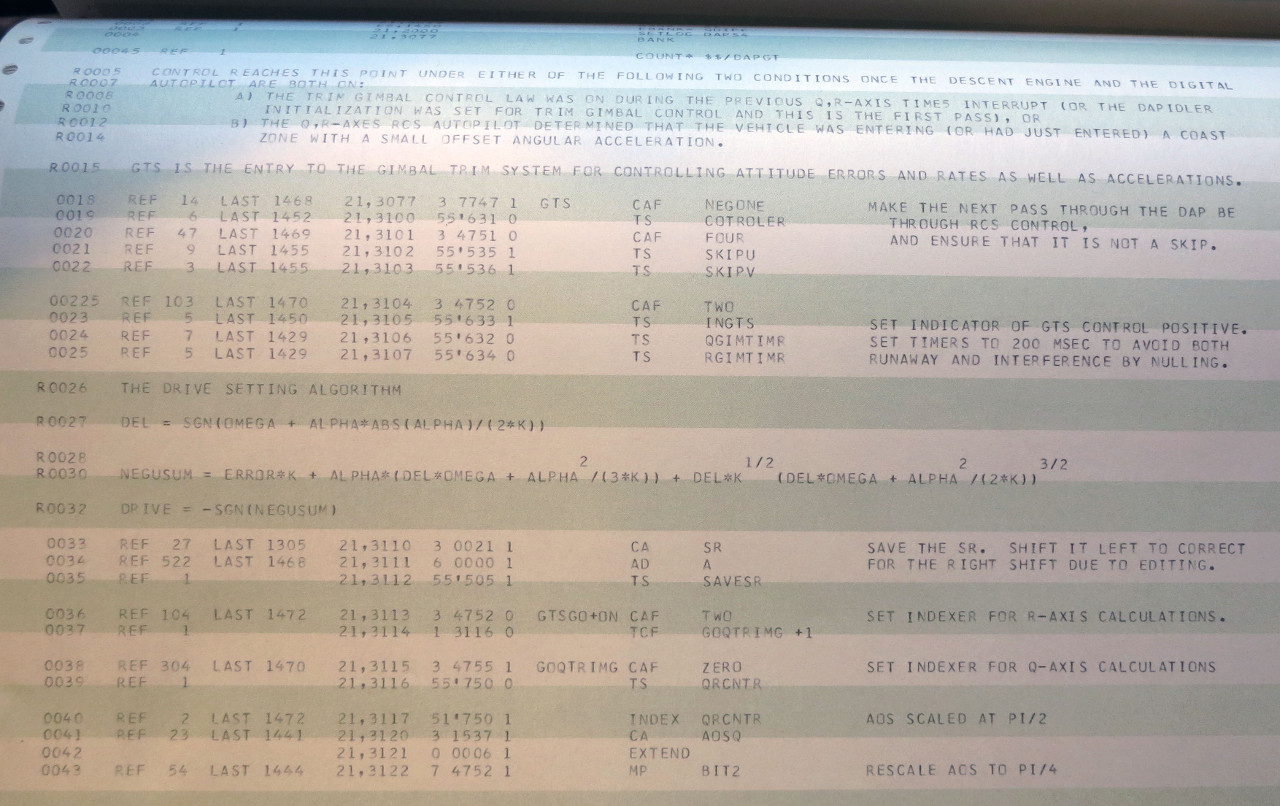 21,3077 BANK
00045 REF 1 COUNT* $$/DAPGT
R0005 CONTROL REACHES THIS POINT UNDER EITHER OF THE FOLLOWING TWO CONDITIONS ONCE THE DESCENT ENGINE AND THE DIGITAL
R0007 AUTOPILOT ARE BOTH ON:
R0008 A) THE TRIM GIMBAL CONTROL LAW WAS ON DURING THE PREVIOUS Q,R-AXIS TIME5 INTERRUPT (OR THE DAPIDLER
R0010 INITIALIZATION WAS SET FOR TRIM GIMBAL CONTROL AND THIS IS THE FIRST PASS), OR
R0012 B) THE Q,R-AXES RCS AUTOPILOT DETERMINED THAT THE VEHICLE WAS ENTERING (OR HAD JUST ENTERED) A COAST
R0014 ZONE WITH A SMALL OFFSET ANGULAR ACCELERATION.
R0015 GTS IS THE ENTRY TO THE GIMBAL TRIM SYSTEM FOR CONTROLLING ATTITUDE ERRORS AND RATES AS WELL AS ACCELERATIONS.
0018 REF 14 LAST 1468 21,3077 3 7747 1 GTS CAF NEGONE MAKE THE NEXT PASS THROUGH THE DAP BE
0019 REF 6 LAST 1452 21,3100 55'631 0 TS COTROLER THROUGH RCS CONTROL,
0020 REF 47 LAST 1469 21,3101 3 4751 0 CAF FOUR AND ENSURE THAT IT IS NOT A SKIP.
0021 REF 9 LAST 1455 21,3102 55'535 1 TS SKIPU
0022 REF 3 LAST 1455 21,3103 55'536 1 TS SKIPV
00225 REF 103 LAST 1470 21,3104 3 4752 0 CAF TWO
0023 REF 5 LAST 1450 21,3105 55'633 1 TS INGTS SET INDICATOR OF GTS CONTROL POSITIVE.
0024 REF 7 LAST 1429 21,3106 55'632 0 TS QGIMTIMR SET TIMERS TO 200 MSEC TO AVOID BOTH
0025 REF 5 LAST 1429 21,3107 55'634 0 TS RGIMTIMR RUNAWAY AND INTERFERENCE BY NULLING.
R0026 THE DRIVE SETTING ALGORITHM
R0027 DEL = SGN(OMEGA + ALPHA*ABS(ALPHA)/(2*K))
R0028 2 1/2 2 3/2
R0030 NEGUSUM = ERROR*K + ALPHA*(DEL*OMEGA + ALPHA /(3*K)) + DEL*K (DEL*OMEGA + ALPHA /(2*K))
R0032 DRIVE = -SGN(NEGUSUM)
0033 REF 27 LAST 1305 21,3110 3 0021 1 CA SR SAVE THE SR. SHIFT IT LEFT TO CORRECT
0034 REF 522 LAST 1468 21,3111 6 0000 1 AD A FOR THE RIGHT SHIFT DUE TO EDITING.
0035 REF 1 21,3112 55'505 1 TS SAVESR
0036 REF 104 LAST 1472 21,3113 3 4752 0 GTSGO+ON CAF TWO SET INDEXER FOR R-AXIS CALCULATIONS.
0037 REF 1 21,3114 1 3116 0 TCF GOQTRIMG +1
0038 REF 304 LAST 1470 21,3115 3 4755 1 GOQTRIMG CAF ZERO SET INDEXER FOR Q-AXIS CALCULATIONS
0039 REF 1 21,3116 55'750 0 TS QRCNTR
0040 REF 2 LAST 1472 21,3117 51'750 1 INDEX QRCNTR AOS SCALED AT PI/2
0041 REF 23 LAST 1441 21,3120 3 1537 1 CA AOSQ
0042 21,3121 0 0006 1 EXTEND
0043 REF 54 LAST 1444 21,3122 7 4752 1 MP BIT2 RESCALE AOS TO PI/4